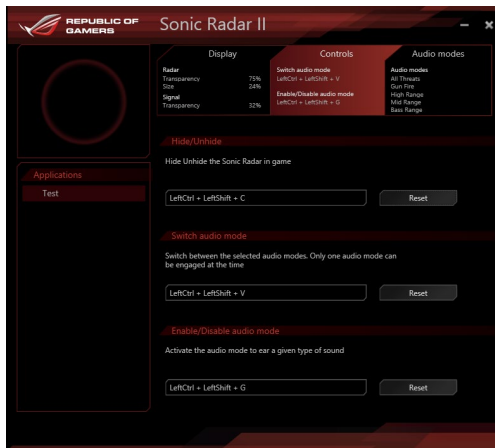 REPUBLIC OF
GAMERS
Sonic Radar II
Display
Radar
Transparency 75%
Size 24%
Signal
Transparency 32%
Controls
Switch audio mode
LeftCtrl + LeftShift + V
Enable/Disable audio mode
LeftCtrl + LeftShift + G
Audio modes
Audio modes
All Threats
Gun Fire
High Range
Mid Range
Bass Range
Applications
Test
Hide/Unhide
Hide Unhide the Sonic Radar in game
LeftCtrl + LeftShift + C Reset
Switch audio mode
Switch between the selected audio modes. Only one audio mode can
be engaged at the time
LeftCtrl + LeftShift + V Reset
Enable/Disable audio mode
Activate the audio mode to ear a given type of sound
LeftCtrl + LeftShift + G Reset